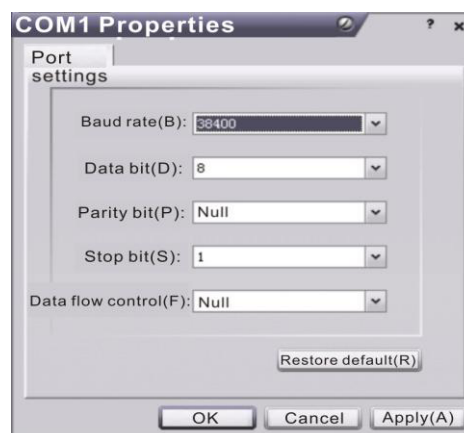 COM1 Properties ? x
Port
settings
Baud rate(B): 38400
Data bit(D): 8
Parity bit(P): Null
Stop bit(S): 1
Data flow control(F): Null
Restore default(R)
OK Cancel Apply(A)